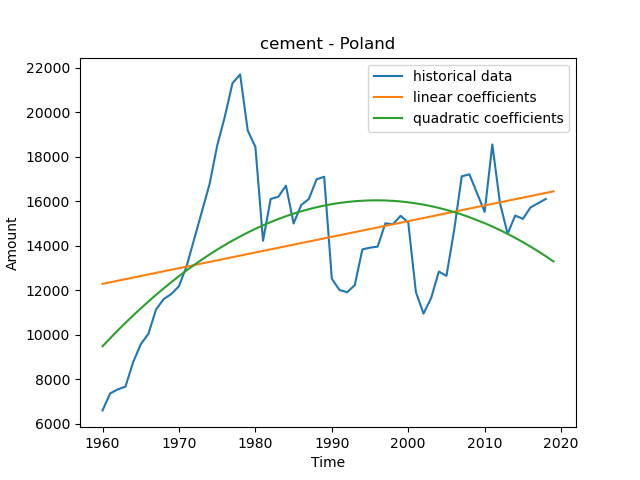 cement - Poland
historical data
linear coefficients
quadratic coefficients
Amount
22000
20000
18000
16000
14000
12000
10000
8000
6000
1960 1970 1980 1990 2000 2010 2020
Time